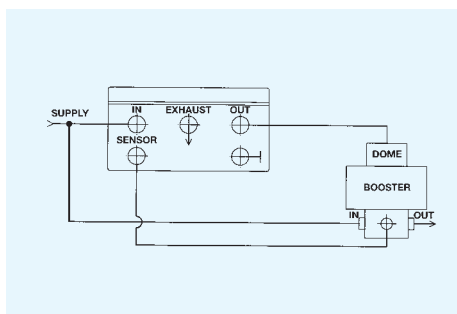 SUPPLY
IN EXHAUST OUT
SENSOR
DOME
BOOSTER
IN OUT